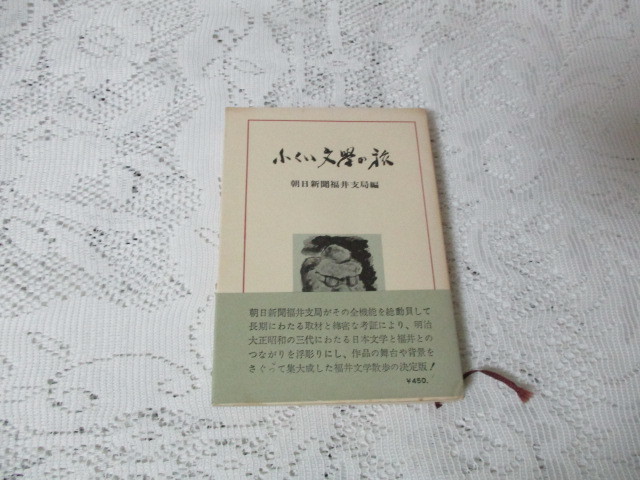 ふくい文學の旅
朝日新聞福井支局編
朝日新聞福井支局がその全機能を総動員して
長期にわたる取材と緻密な考証により、明治
大正昭和の三代にわたる日本文学と福井との
つながりを浮彫りにし、作品の舞台や背景を
さぐって集大成した福井文学散歩の決定版!
¥450.